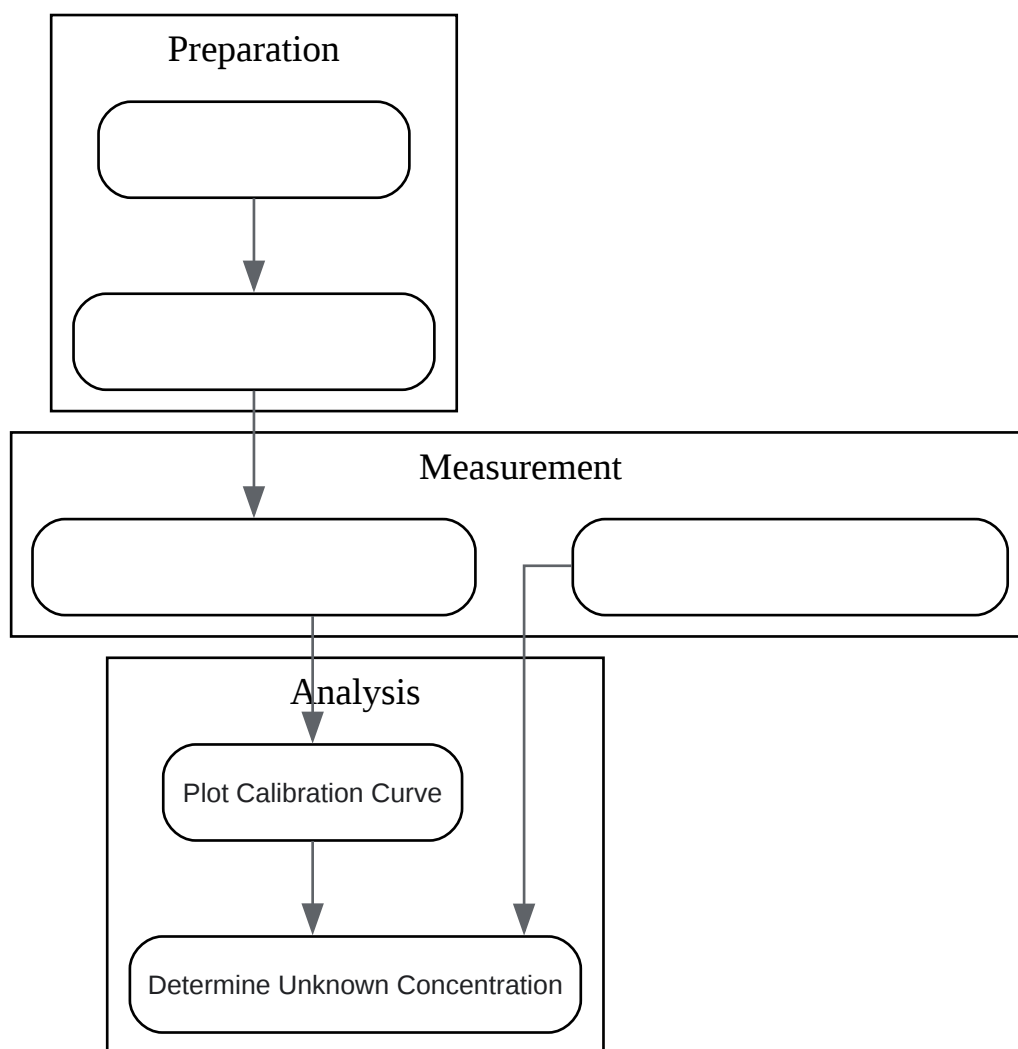 Preparation
Measurement
Analysis
Plot Calibration Curve
Determine Unknown Concentration